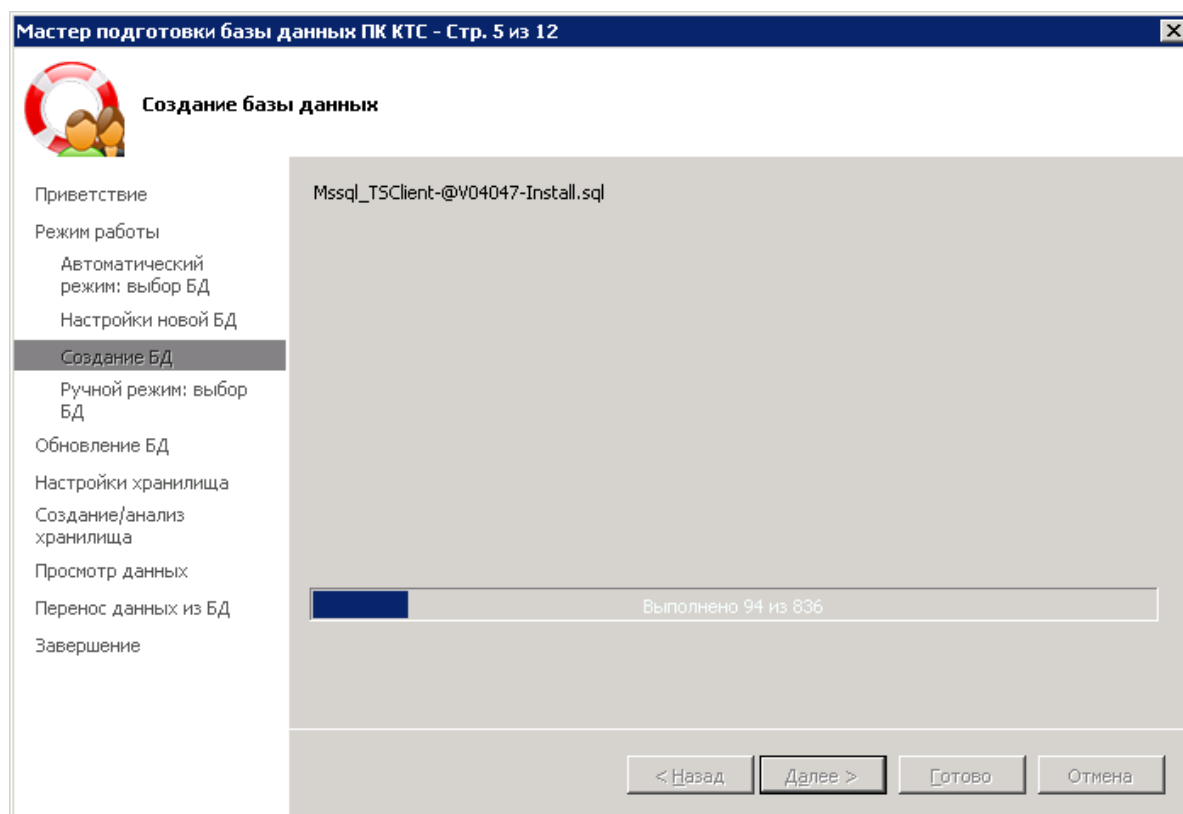 Мастер подготовки базы данных ПК КТС - Стр. 5 из 12
Создание базы данных
Приветствие
Режим работы
Автоматический
режим: выбор БД
Настройки новой БД
Создание БД
Ручной режим: выбор
БД
Обновление БД
Настройки хранилища
Создание/анализ
хранилища
Просмотр данных
Перенос данных из БД
Завершение
Mssql_TSClient-@V04047-Install.sql
Выполнено 94 из 836
< Назад
Далее >
Готово
Отмена